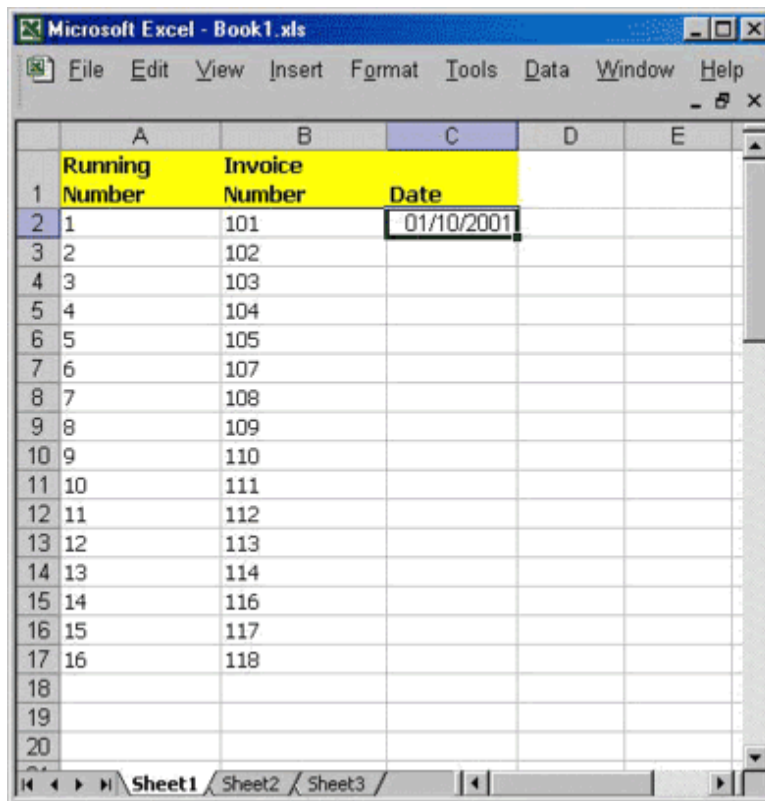 Microsoft Excel - Book1.xls
File Edit View Insert Format Tools Data Window Help
A B C D E
1 Running Number Invoice Number Date
2 1 101 01/10/2001
3 2 102
4 3 103
5 4 104
6 5 105
7 6 107
8 7 108
9 8 109
10 9 110
11 10 111
12 11 112
13 12 113
14 13 114
15 14 116
16 15 117
17 16 118
18
19
20
Sheet1 Sheet2 Sheet3